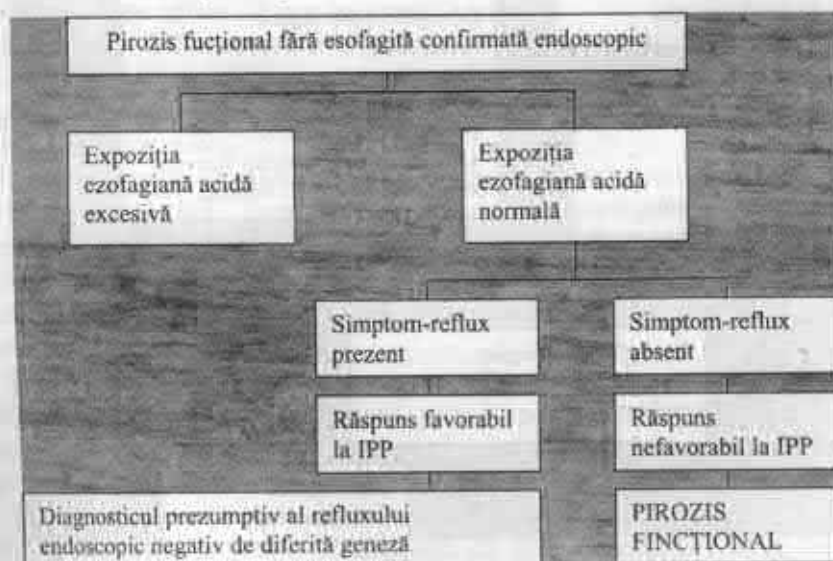 Pirozis fucțional fără esofagită confirmată endoscopic
Expoziția
ezofagiană acidă
excesivă
Expoziția
ezofagiană acidă
normală
Simptom-reflux
prezent
Simptom-reflux
absent
Răspuns favorabil
la IPP
Răspuns
nefavorabil la IPP
Diagnosticul prezumptiv al refluxului
endoscopic negativ de diferită geneză
PIROZIS
FINCȚIONAL